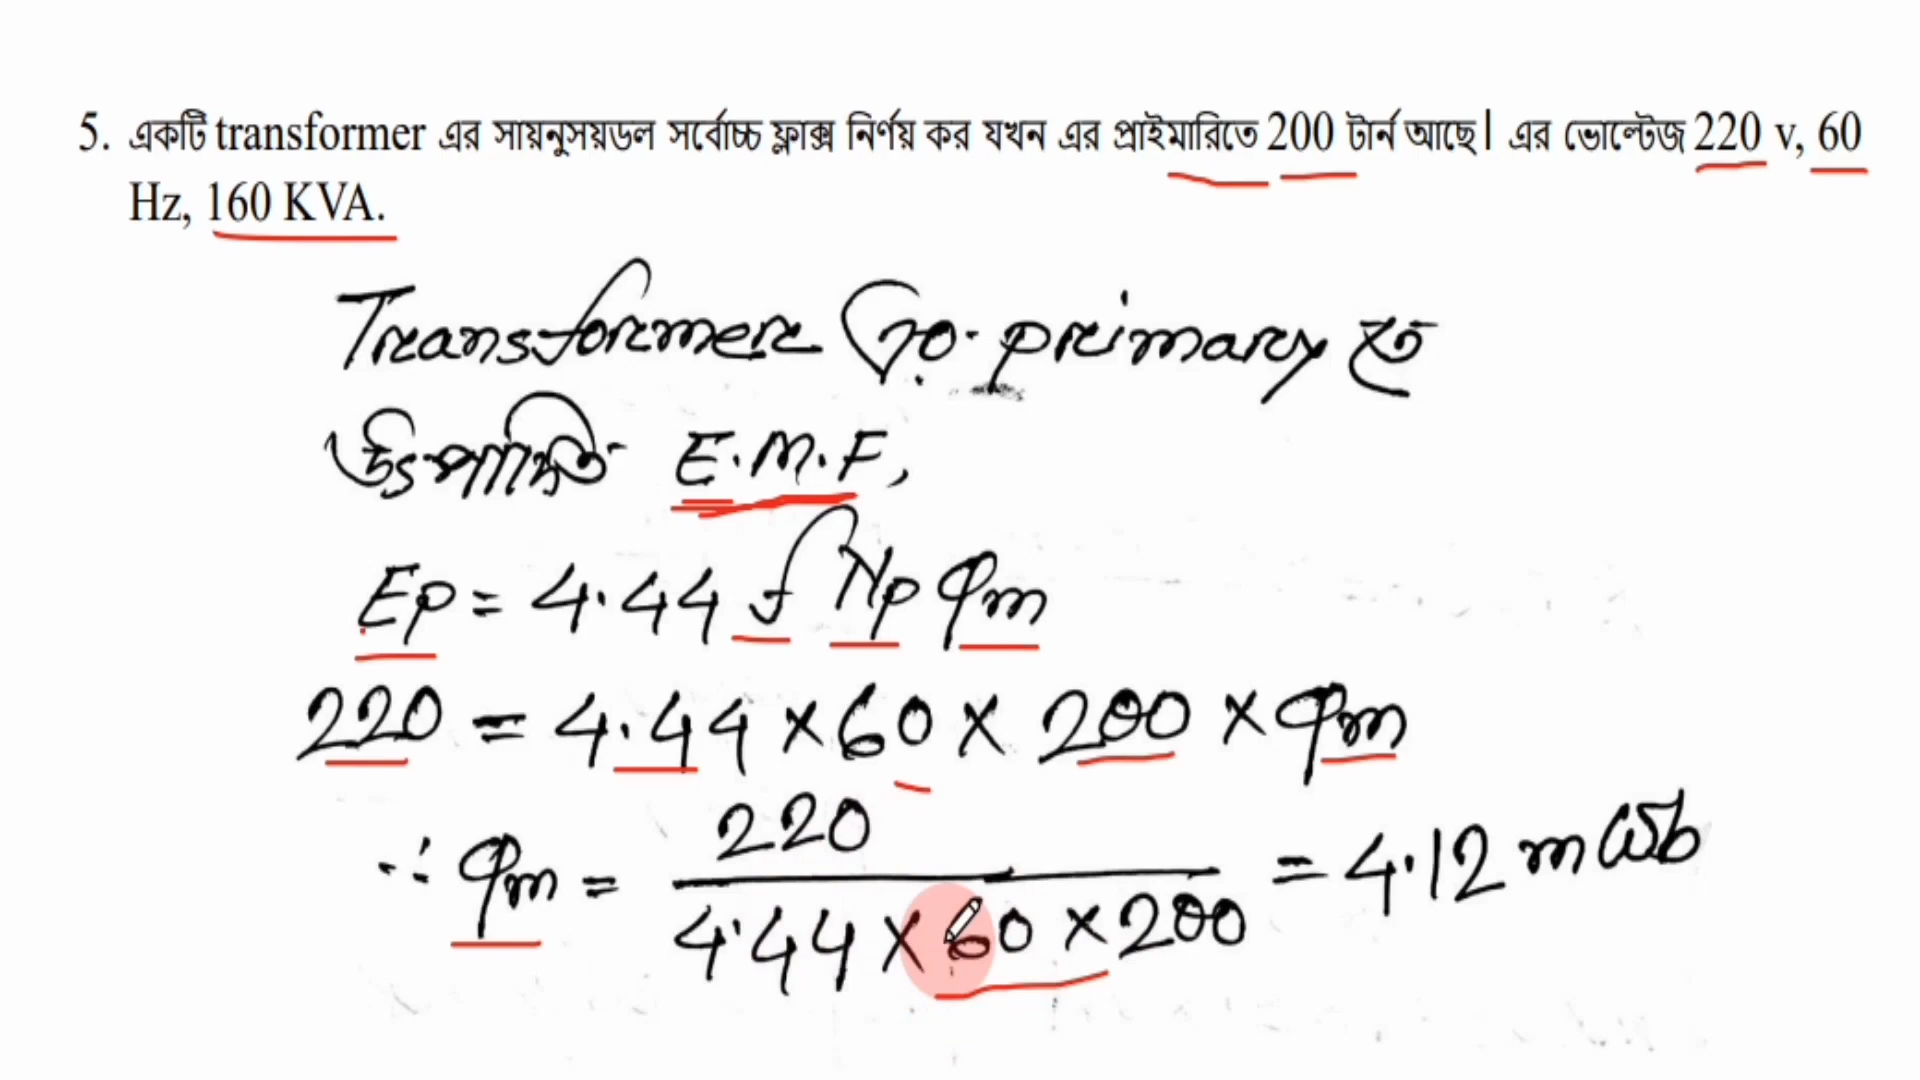 5. একটি transformer এর সায়নুসয়ডল সর্বোচ্চ ফ্লাক্স নির্ণয় কর যখন এর প্রাইমারিতে 200 টার্ন আছে। এর ভোল্টেজ 220 v, 60
Hz, 160 KVA.
Transformer এর primary তে
উৎপাদিত E.M.F,
Ep = 4.44 f Np φm
220 = 4.44 × 60 × 200 × φm
∴ φm = 220 / 4.44 × 60 × 200 = 4.12 mWb